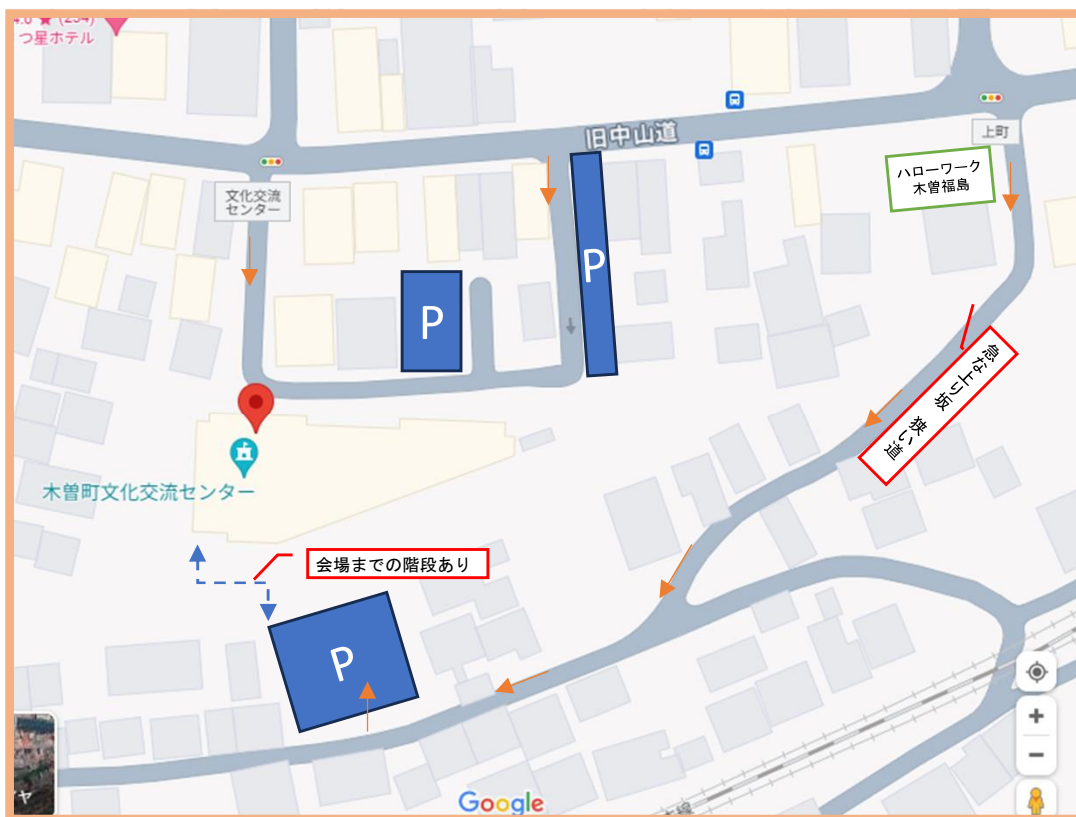 4.0 ★ (234)
つ星ホテル
旧中山道
上町
ハローワーク
木曽福島
文化交流
センター
P
P
急な上り坂 狭い道
木曽町文化交流センター
会場までの階段あり
P
Google